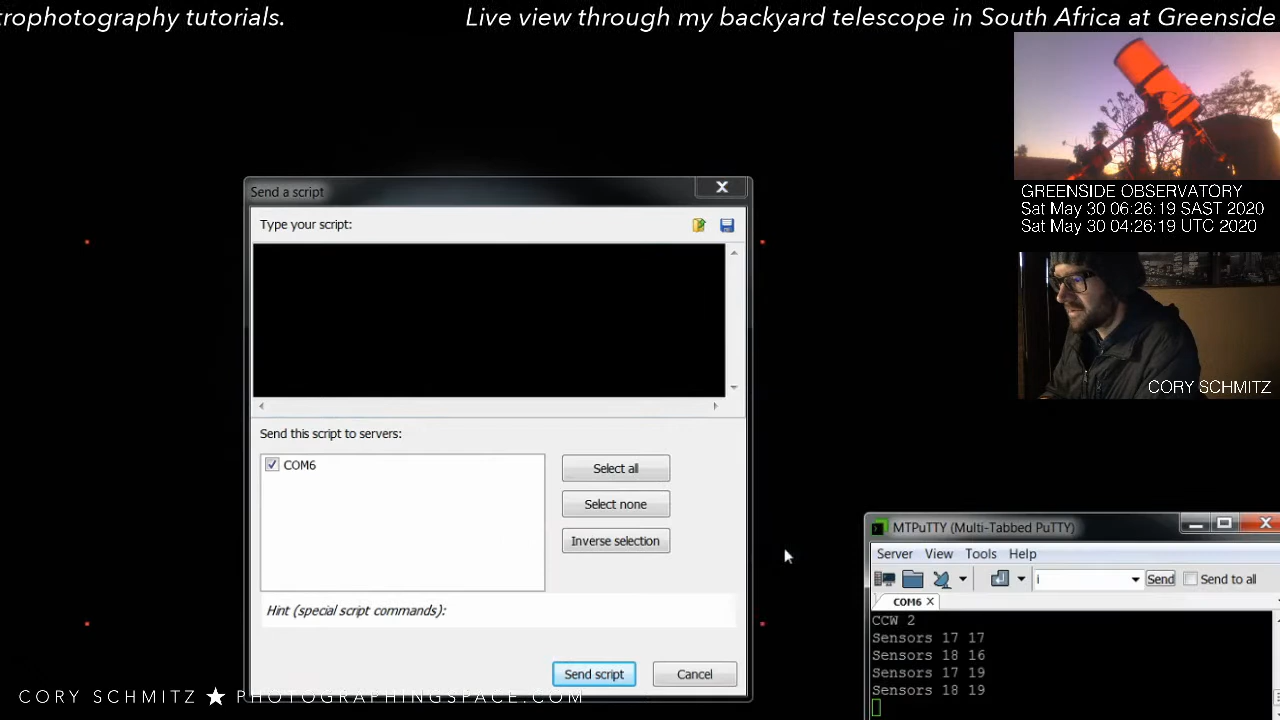 trophotography tutorials.
Live view through my backyard telescope in South Africa at Greenside
GREENSIDE OBSERVATORY
Sat May 30 06:26:19 SAST 2020
Sat May 30 04:26:19 UTC 2020
CORY SCHMITZ
Send a script
Type your script:
Send this script to servers:
COM6
Select all
Select none
Inverse selection
Hint (special script commands):
Send script
Cancel
MTPuTTY (Multi-Tabbed PuTTY)
Server View Tools Help
i Send Send to all
COM6
CCW 2
Sensors 17 17
Sensors 18 16
Sensors 17 19
Sensors 18 19
CORY SCHMITZ ★ PHOTOGRAPHINGSPACE.COM